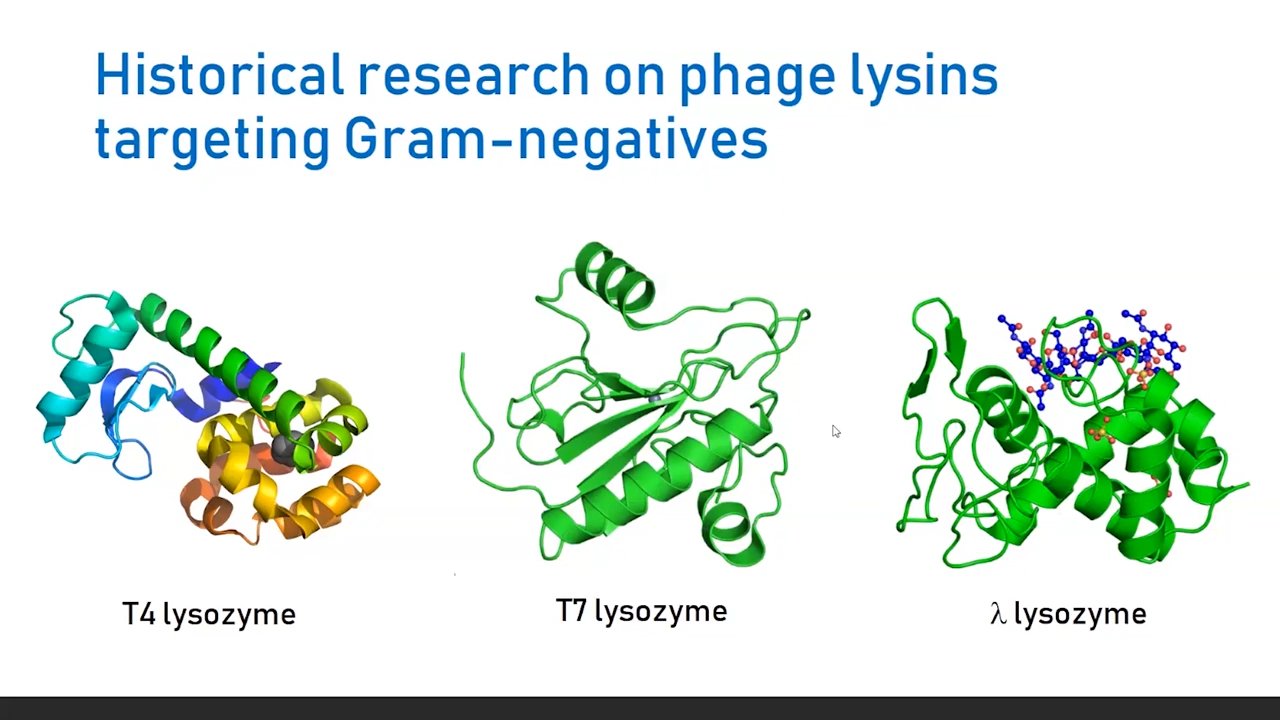 Historical research on phage lysins
targeting Gram-negatives
T4 lysozyme
T7 lysozyme
λ lysozyme